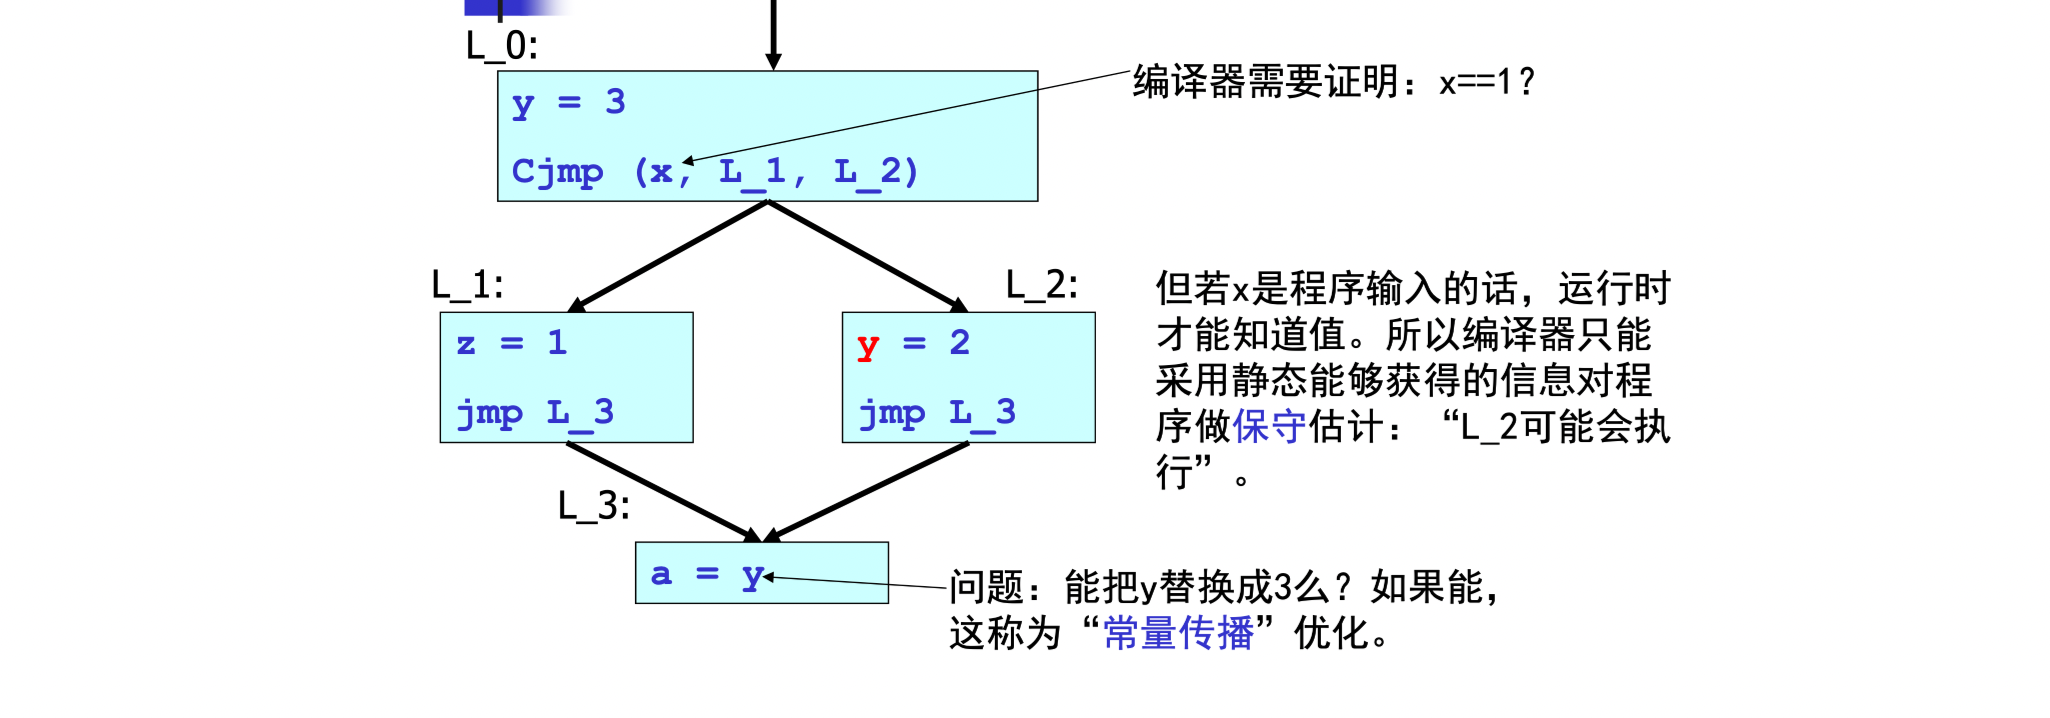 L_0:
编译器需要证明：x==1？
y = 3
Cjmp (x, L_1, L_2)
L_1:
L_2:
z = 1
jmp L_3
y = 2
jmp L_3
但若x是程序输入的话，运行时
才能知道值。所以编译器只能
采用静态能够获得的信息对程
序做保守估计：“L_2可能会执
行”。
L_3:
a = y
问题：能把y替换成3么？如果能，
这称为“常量传播”优化。